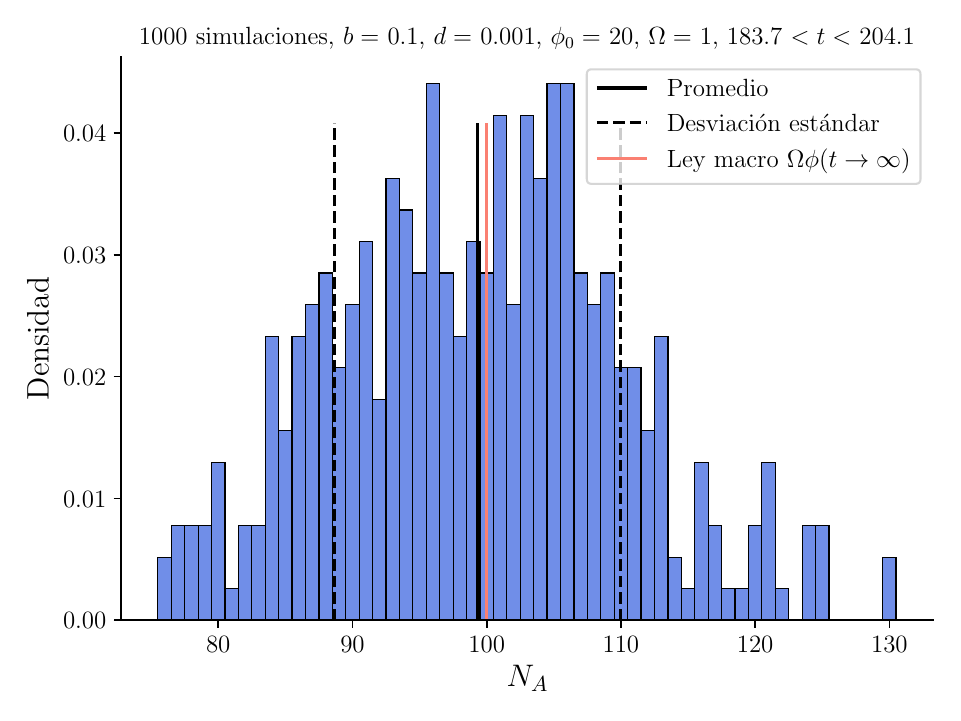 1000 simulaciones, b = 0.1, d = 0.001, ϕ₀ = 20, Ω = 1, 183.7 < t < 204.1
Promedio
Desviación estándar
Ley macro Ωϕ(t → ∞)
Densidad
0.04
0.03
0.02
0.01
0.00
80 90 100 110 120 130
N_A